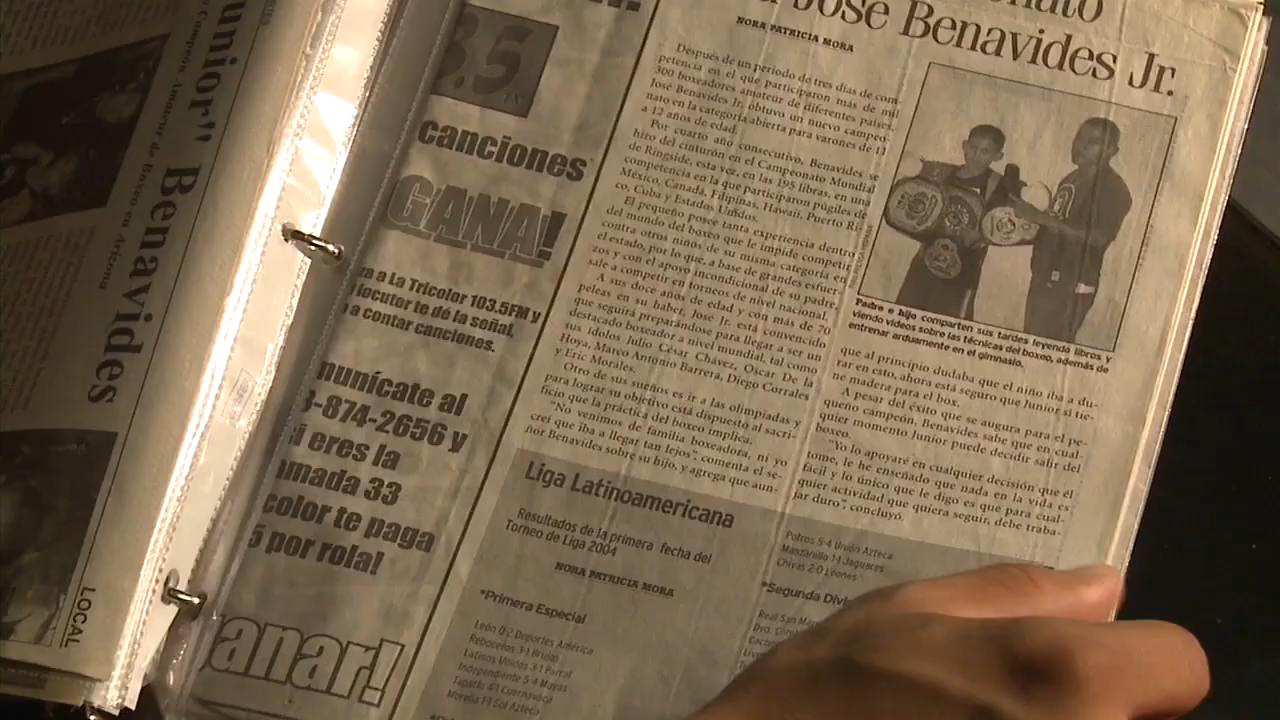 unior" Benavides
Campeón Amateur de Boxeo en Arizona
LOCAL
3.5
canciones
GANA!
a La Tricolor 103.5FM y
locutor te dé la señal,
a contar canciones.
nunícate al
3-874-2656 y
i eres la
amada 33
color te paga
5 por rola!
anar!
nato
José Benavides Jr.
NORA PATRICIA MORA
Después de un periodo de tres días de com-
petencia en el que participaron más de mil
300 boxeadores amateur de diferentes países,
José Benavides Jr. obtuvo un nuevo campeo-
nato en la categoría abierta para varones de 11
a 12 años de edad.
Por cuarto año consecutivo, Benavides se
hizo del cinturón en el Campeonato Mundial
de Ringside, esta vez, en las 195 libras, en una
competencia en la que participaron púgiles de
México, Canadá, Filipinas, Hawaii, Puerto Ri-
co, Cuba y Estados Unidos.
El pequeño posee tanta experiencia dentro
del mundo del boxeo que le impide competir
contra otros niños de su misma categoría en
el estado, por lo que, a base de grandes esfuer-
zos y con el apoyo incondicional de su padre,
sale a competir en torneos de nivel nacional.
A sus doce años de edad y con más de 70
peleas en su haber, José Jr. está convencido
que seguirá preparándose para llegar a ser un
destacado boxeador a nivel mundial, tal como
sus ídolos Julio César Chávez, Oscar De la
Hoya, Marco Antonio Barrera, Diego Corrales
y Eric Morales.
Otro de sus sueños es ir a las olimpiadas y
para lograr su objetivo está dispuesto al sacri-
ficio que la práctica del boxeo implica.
"No venimos de familia boxeadora, ni yo
creí que iba a llegar tan lejos", comenta el se-
ñor Benavides sobre su hijo, y agrega que aun-
Padre e hijo comparten sus tardes leyendo libros y
viendo videos sobre las técnicas del boxeo, además de
entrenar arduamente en el gimnasio.
que al principio dudaba que el niño iba a du-
rar en esto, ahora está seguro que Junior sí tie-
ne madera para el box.
A pesar del éxito que se augura para el pe-
queño campeón, Benavides sabe que en cual-
quier momento Junior puede decidir salir del
boxeo.
"Yo lo apoyaré en cualquier decisión que él
tome, le he enseñado que nada en la vida es
fácil y lo único que le digo es que para cual-
quier actividad que quiera seguir, debe traba-
jar duro", concluyó.
Liga Latinoamericana
Resultados de la primera fecha del
Torneo de Liga 2004
NORA PATRICIA MORA
*Primera Especial
León 0-2 Deportes América
Reboceros 3-1 Brujos
Latinos Unidos 3-1 Parral
Independiente 5-4 Mayas
Tapatío 4-1 Cuernavaca
Morelia 1-1 Sol Azteca
Potros 5-4 Unión Azteca
Manzanillo 1-1 Jaguares
Chivas 2-0 Leones
*Segunda Divi
Real San Ma
Dvo.